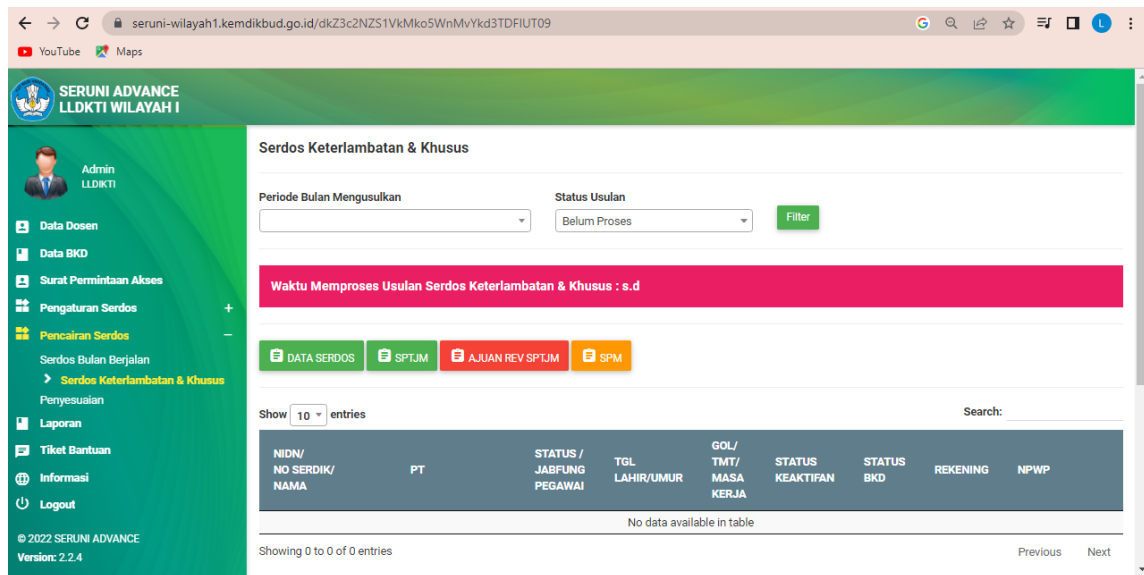 seruni-wilayah1.kemdikbud.go.id/dkZ3c2NZS1VkMko5WnMvYkd3TDFIUT09
L
YouTube
Maps
SERUNI ADVANCE
LLDKTI WILAYAH I
Admin
LLDIKTI
Data Dosen
Data BKD
Surat Permintaan Akses
Pengaturan Serdos +
Pencairan Serdos −
Serdos Bulan Berjalan
Serdos Keterlambatan & Khusus
Penyesuaian
Laporan
Tiket Bantuan
Informasi
Logout
© 2022 SERUNI ADVANCE
Version: 2.2.4
Serdos Keterlambatan & Khusus
Periode Bulan Mengusulkan
Status Usulan
Belum Proses
Filter
Waktu Memproses Usulan Serdos Keterlambatan & Khusus : s.d
DATA SERDOS
SPTJM
AJUAN REV SPTJM
SPM
Show 10 entries
Search:
NIDN/
NO SERDIK/
NAMA
PT
STATUS /
JABFUNG
PEGAWAI
TGL
LAHIR/UMUR
GOL/
TMT/
MASA
KERJA
STATUS
KEAKTIFAN
STATUS
BKD
REKENING
NPWP
No data available in table
Showing 0 to 0 of 0 entries
Previous
Next